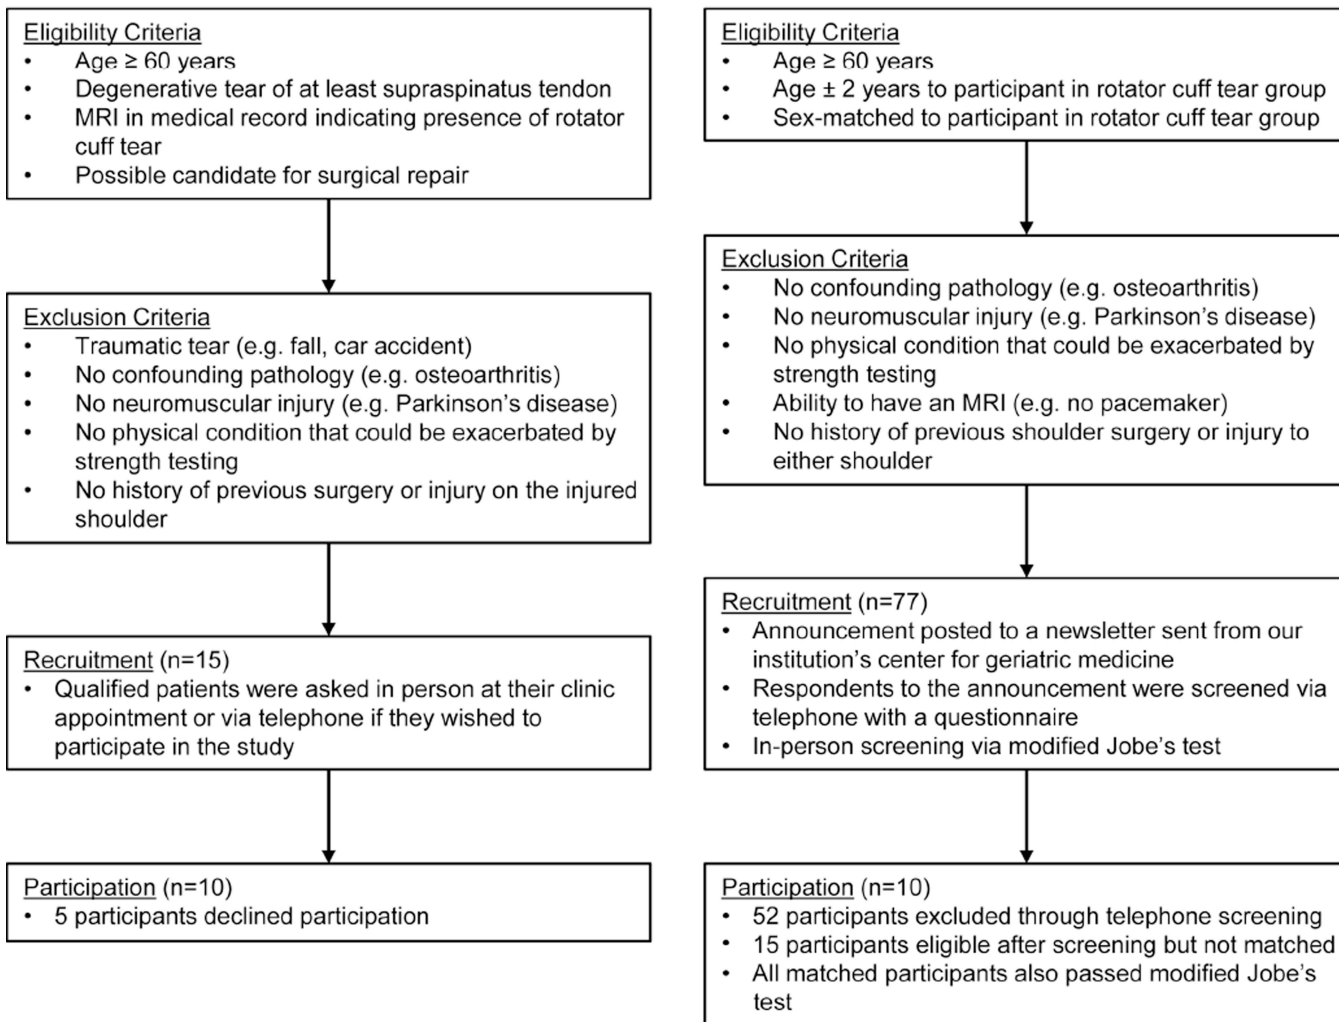 Eligibility Criteria
• Age ≥ 60 years
• Degenerative tear of at least supraspinatus tendon
• MRI in medical record indicating presence of rotator
cuff tear
• Possible candidate for surgical repair
Exclusion Criteria
• Traumatic tear (e.g. fall, car accident)
• No confounding pathology (e.g. osteoarthritis)
• No neuromuscular injury (e.g. Parkinson's disease)
• No physical condition that could be exacerbated by
strength testing
• No history of previous surgery or injury on the injured
shoulder
Recruitment (n=15)
• Qualified patients were asked in person at their clinic
appointment or via telephone if they wished to
participate in the study
Participation (n=10)
• 5 participants declined participation
Eligibility Criteria
• Age ≥ 60 years
• Age ± 2 years to participant in rotator cuff tear group
• Sex-matched to participant in rotator cuff tear group
Exclusion Criteria
• No confounding pathology (e.g. osteoarthritis)
• No neuromuscular injury (e.g. Parkinson's disease)
• No physical condition that could be exacerbated by
strength testing
• Ability to have an MRI (e.g. no pacemaker)
• No history of previous shoulder surgery or injury to
either shoulder
Recruitment (n=77)
• Announcement posted to a newsletter sent from our
institution's center for geriatric medicine
• Respondents to the announcement were screened via
telephone with a questionnaire
• In-person screening via modified Jobe's test
Participation (n=10)
• 52 participants excluded through telephone screening
• 15 participants eligible after screening but not matched
• All matched participants also passed modified Jobe's
test